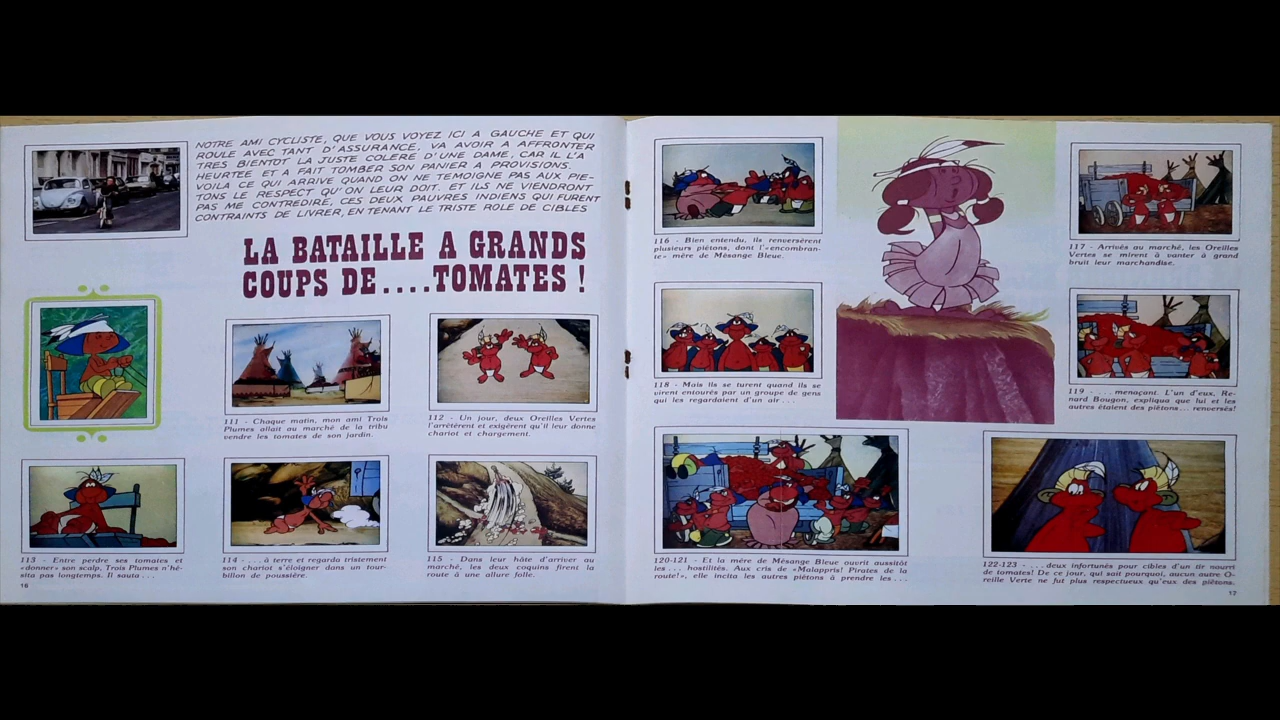 NOTRE AMI CYCLISTE, QUE VOUS VOYEZ ICI A GAUCHE ET QUI
ROULE AVEC TANT D'ASSURANCE, VA AVOIR A AFFRONTER
TRES BIENTOT LA JUSTE COLERE D'UNE DAME, CAR IL L'A
HEURTEE ET A FAIT TOMBER SON PANIER A PROVISIONS.
VOILA CE QUI ARRIVE QUAND ON NE TEMOIGNE PAS AUX PIE-
TONS LE RESPECT QU'ON LEUR DOIT. ET ILS NE VIENDRONT
PAS ME CONTREDIRE, CES DEUX PAUVRES INDIENS QUI FURENT
CONTRAINTS DE LIVRER, EN TENANT LE TRISTE ROLE DE CIBLES
LA BATAILLE A GRANDS
COUPS DE....TOMATES !
111 - Chaque matin, mon ami Trois
Plumes allait au marché de la tribu
vendre les tomates de son jardin.
112 - Un jour, deux Oreilles Vertes
l'arrêtèrent et exigèrent qu'il leur donne
chariot et chargement.
113 - Entre perdre ses tomates et
«donner» son scalp, Trois Plumes n'hé-
sita pas longtemps. Il sauta...
114 - ...à terre et regarda tristement
son chariot s'éloigner dans un tour-
billon de poussière.
115 - Dans leur hâte d'arriver au
marché, les deux coquins firent la
route à une allure folle.
16
116 - Bien entendu, ils renversèrent
plusieurs piétons, dont l'«encombran-
te» mère de Mésange Bleue.
117 - Arrivés au marché, les Oreilles
Vertes se mirent à vanter à grand
bruit leur marchandise.
118 - Mais ils se turent quand ils se
virent entourés par un groupe de gens
qui les regardaient d'un air...
119 ...menaçant. L'un d'eux, Re-
nard Bougon, expliqua que lui et les
autres étaient des piétons... renversés!
120-121 - Et la mère de Mésange Bleue ouvrit aussitôt
les... hostilités. Aux cris de «Malappris! Pirates de la
route!», elle incita les autres piétons à prendre les...
122-123 - ...deux infortunés pour cibles d'un tir nourri
de tomates! De ce jour, qui sait pourquoi, aucun autre O-
reille Verte ne fut plus respectueux qu'eux des piétons.
17